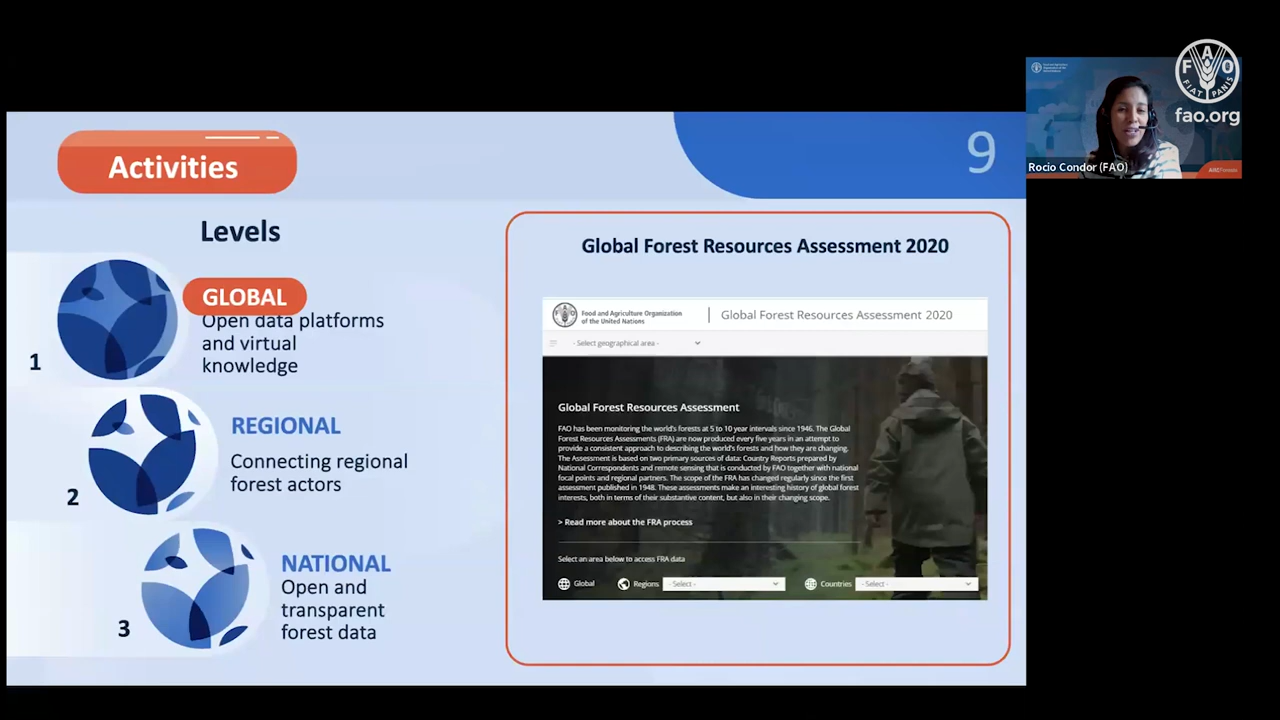 Activities
9
Levels
GLOBAL
Open data platforms
and virtual
knowledge
1
REGIONAL
Connecting regional
forest actors
2
NATIONAL
Open and
transparent
forest data
3
Global Forest Resources Assessment 2020
Food and Agriculture Organization
of the United Nations
Global Forest Resources Assessment 2020
- Select geographical area -
Global Forest Resources Assessment
FAO has been monitoring the world's forests at 5 to 10 year intervals since 1946. The Global
Forest Resources Assessments (FRA) are now produced every five years in an attempt to
provide a consistent approach to describing the world's forests and how they are changing.
The Assessment is based on two primary sources of data: Country Reports prepared by
National Correspondents and remote sensing that is conducted by FAO together with national
focal points and regional partners. The scope of the FRA has changed regularly since the first
assessment published in 1948. These assessments make an interesting history of global forest
interests, both in terms of their substantive content, but also in their changing scope.
> Read more about the FRA process
Select an area below to access FRA data
Global
Regions
- Select -
Countries
- Select -
FAO
FIAT PANIS
fao.org
Rocio Condor (FAO)